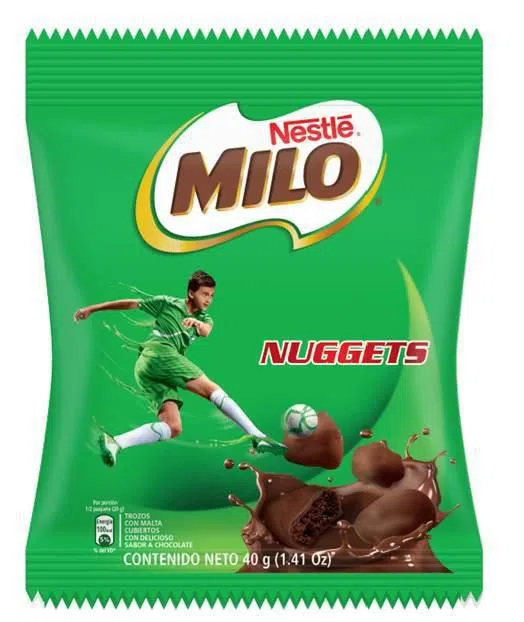 Nestlé®
MILO®
NUGGETS
Por porción
1/2 paquete (20 g)
Energía
100 kcal
5%
% del VD*
TROZOS
CON MALTA
CUBIERTOS
CON DELICIOSO
SABOR A CHOCOLATE
CONTENIDO NETO 40 g (1.41 Oz)